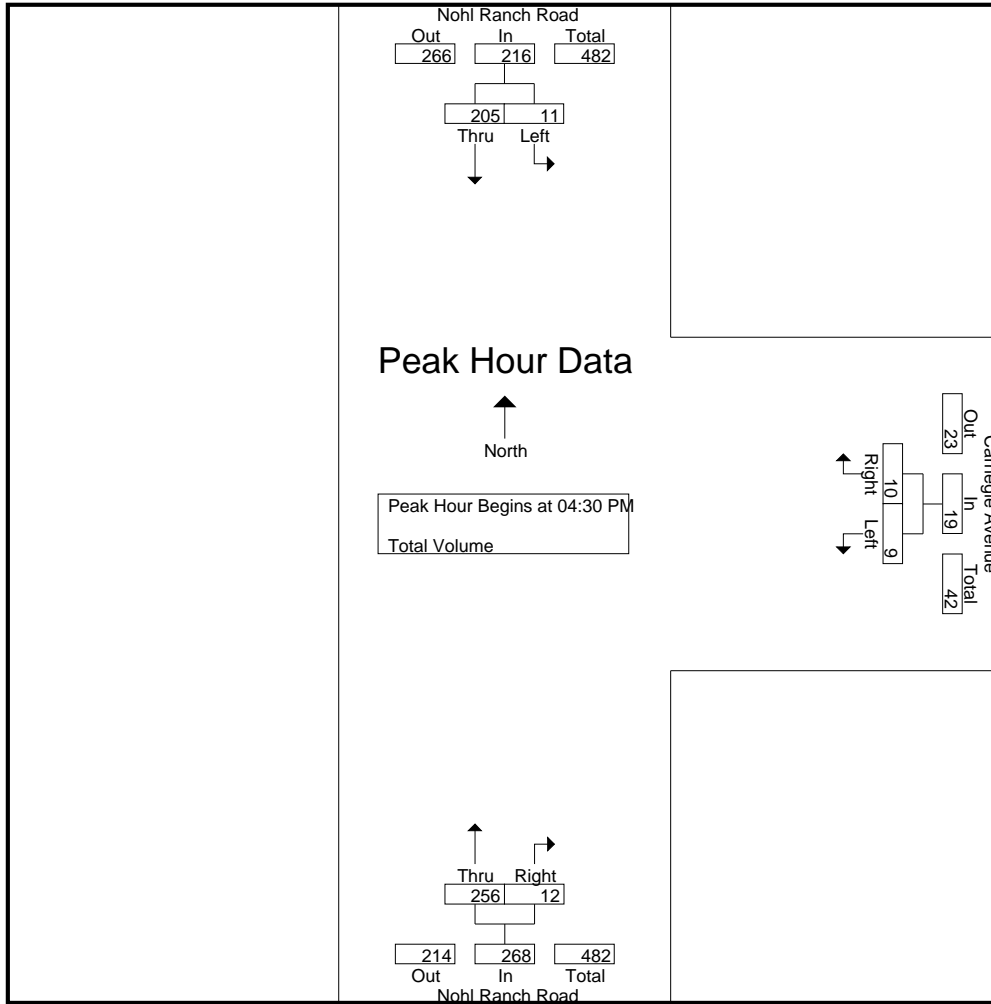 Nohl Ranch Road
Out In Total
266 216 482
205 11
Thru Left
Peak Hour Data
North
Peak Hour Begins at 04:30 PM
Total Volume
Carnegie Avenue
Out In Total
23 19 42
Right Left
10 9
Thru Right
256 12
214 268 482
Out In Total
Nohl Ranch Road